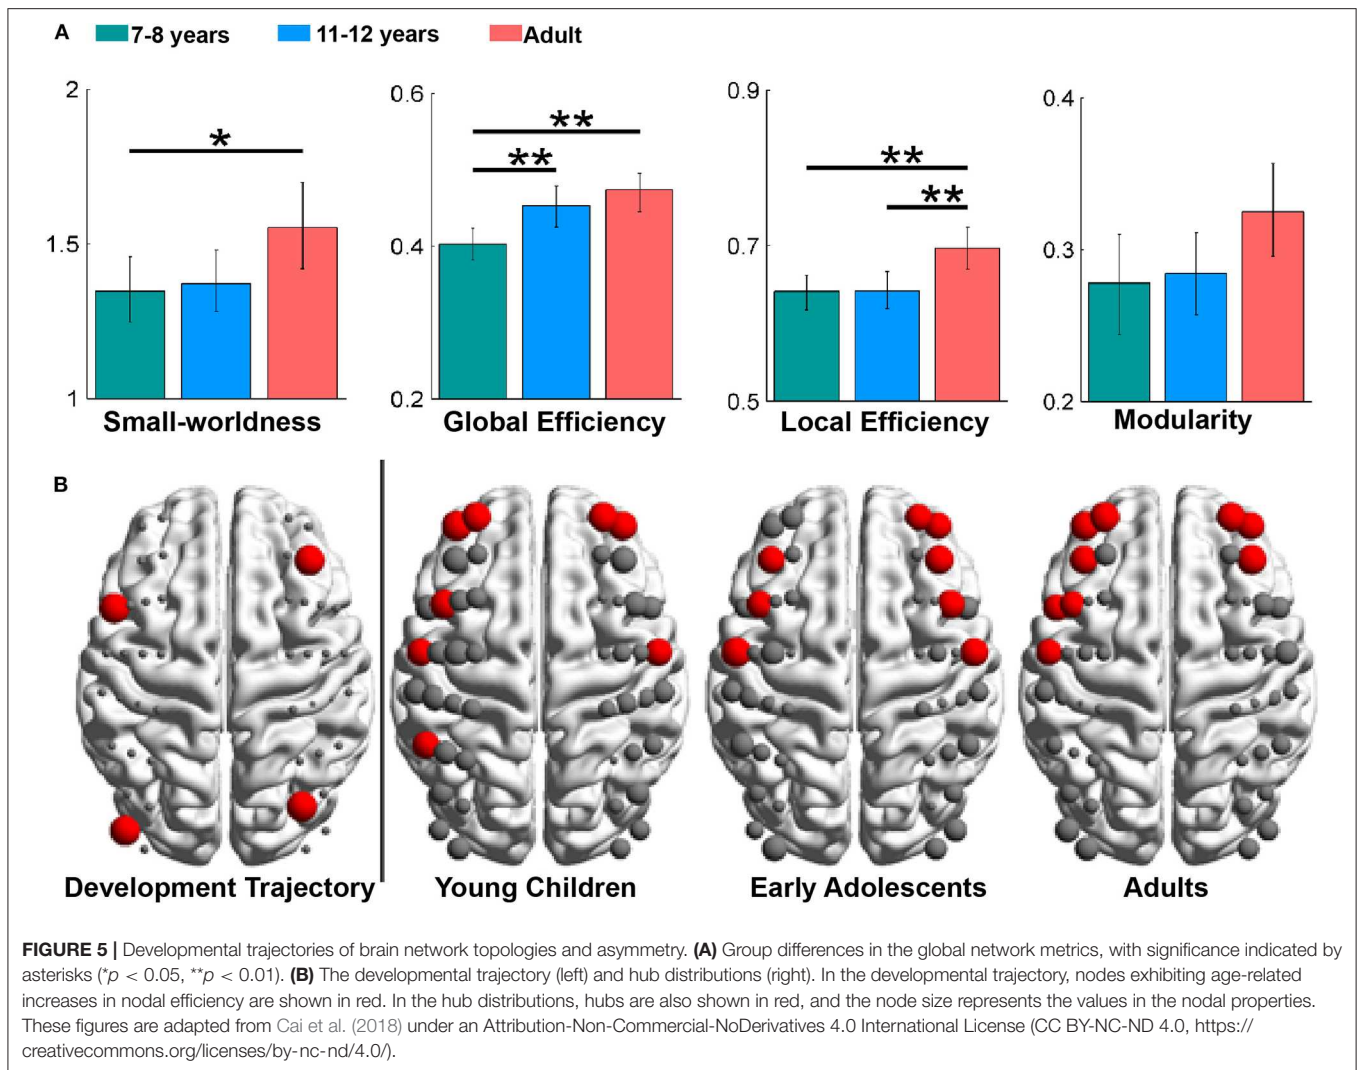 A 7-8 years 11-12 years Adult
2
1.5
1
*
Small-worldness
0.6
0.4
0.2
**
**
Global Efficiency
0.9
0.7
0.5
**
**
Local Efficiency
0.4
0.3
0.2
Modularity
B
Development Trajectory Young Children Early Adolescents Adults
FIGURE 5 | Developmental trajectories of brain network topologies and asymmetry. (A) Group differences in the global network metrics, with significance indicated by
asterisks (*p < 0.05, **p < 0.01). (B) The developmental trajectory (left) and hub distributions (right). In the developmental trajectory, nodes exhibiting age-related
increases in nodal efficiency are shown in red. In the hub distributions, hubs are also shown in red, and the node size represents the values in the nodal properties.
These figures are adapted from Cai et al. (2018) under an Attribution-Non-Commercial-NoDerivatives 4.0 International License (CC BY-NC-ND 4.0, https://
creativecommons.org/licenses/by-nc-nd/4.0/).